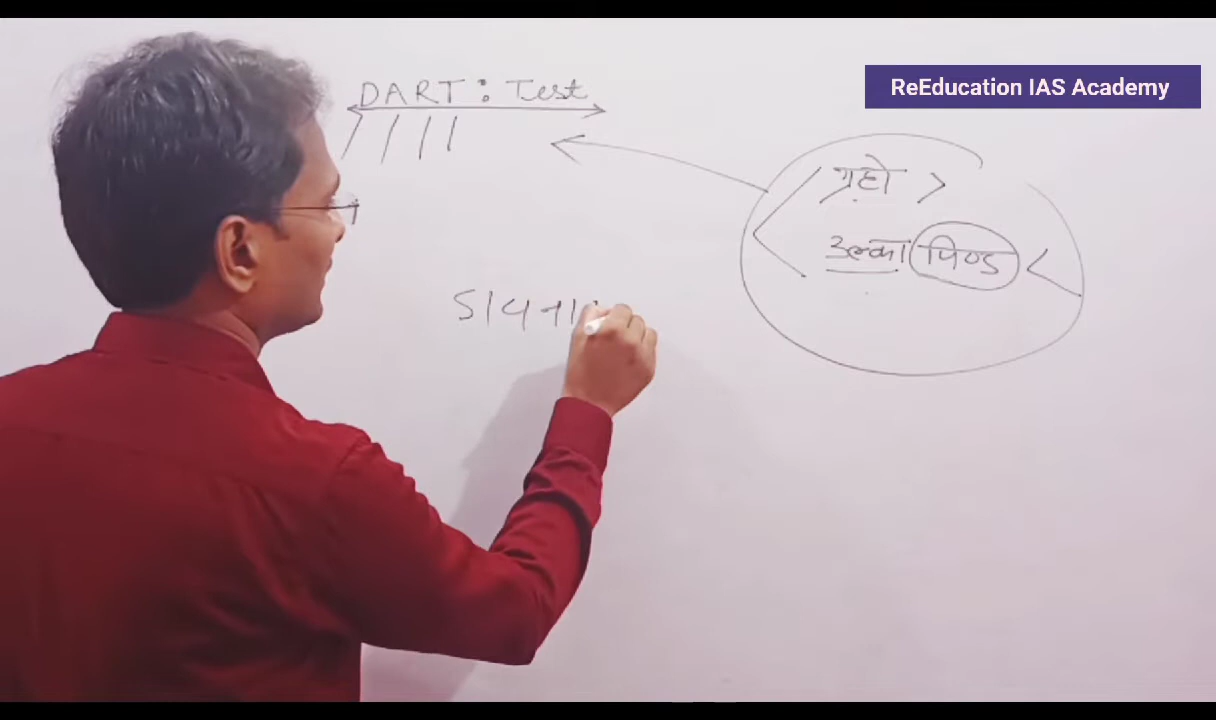 ReEducation IAS Academy
DART : Test
< ग्रहो >
उल्का पिण्ड <